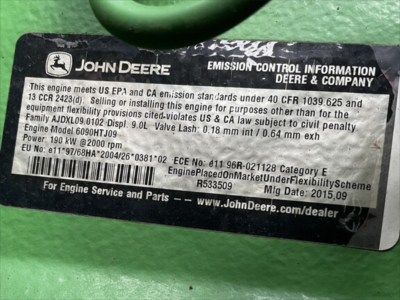 JOHN DEERE
EMISSION CONTROL INFORMATION
DEERE & COMPANY
This engine meets US EPA and CA emission standards under 40 CFR 1039.625 and
13 CCR 2423(d). Selling or installing this engine for purposes other than for the
flexibility provisions cited violates US & CA law subject to civil penalty
Family AJDXL09.0102 Displ. 9.0L Valve Lash: 0.18 mm int / 0.64 mm exh
Engine Model 6090HTJ09
Power: 190 kW @2000 rpm
EU No: e11*97/68HA*2004/26*0381*02 ECE No: e11 96R-021128 Category E
EnginePlacedOnMarketUnderFlexibilityScheme
R533509 Mfg Date: 2015,09
For Engine Service and Parts --- www.JohnDeere.com/dealer